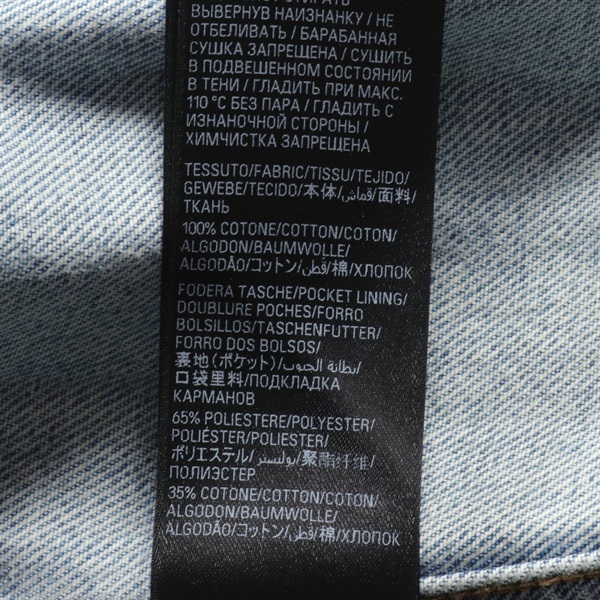 ВЫВЕРНУВ НАИЗНАНКУ / НЕ
ОТБЕЛИВАТЬ / БАРАБАННАЯ
СУШКА ЗАПРЕЩЕНА / СУШИТЬ
В ПОДВЕШЕННОМ СОСТОЯНИИ
В ТЕНИ / ГЛАДИТЬ ПРИ МАКС.
110 °С БЕЗ ПАРА / ГЛАДИТЬ С
ИЗНАНОЧНОЙ СТОРОНЫ /
ХИМЧИСТКА ЗАПРЕЩЕНА
TESSUTO/FABRIC/TISSU/TEJIDO/
GEWEBE/TECIDO/本体/قماش/面料/
ТКАНЬ
100% COTONE/COTTON/COTON/
ALGODON/BAUMWOLLE/
ALGODÃO/コットン/قطن/棉/ХЛОПОК
FODERA TASCHE/POCKET LINING/
DOUBLURE POCHES/FORRO
BOLSILLOS/TASCHENFUTTER/
FORRO DOS BOLSOS/
裏地(ポケット)/بطانة الجيوب/
口袋里料/ПОДКЛАДКА
КАРМАНОВ
65% POLIESTERE/POLYESTER/
POLIÉSTER/POLIESTER/
ポリエステル/بوليستر/聚酯纤维/
ПОЛИЭСТЕР
35% COTONE/COTTON/COTON/
ALGODON/BAUMWOLLE/
ALGODÃO/コットン/قطن/棉/ХЛОПОК